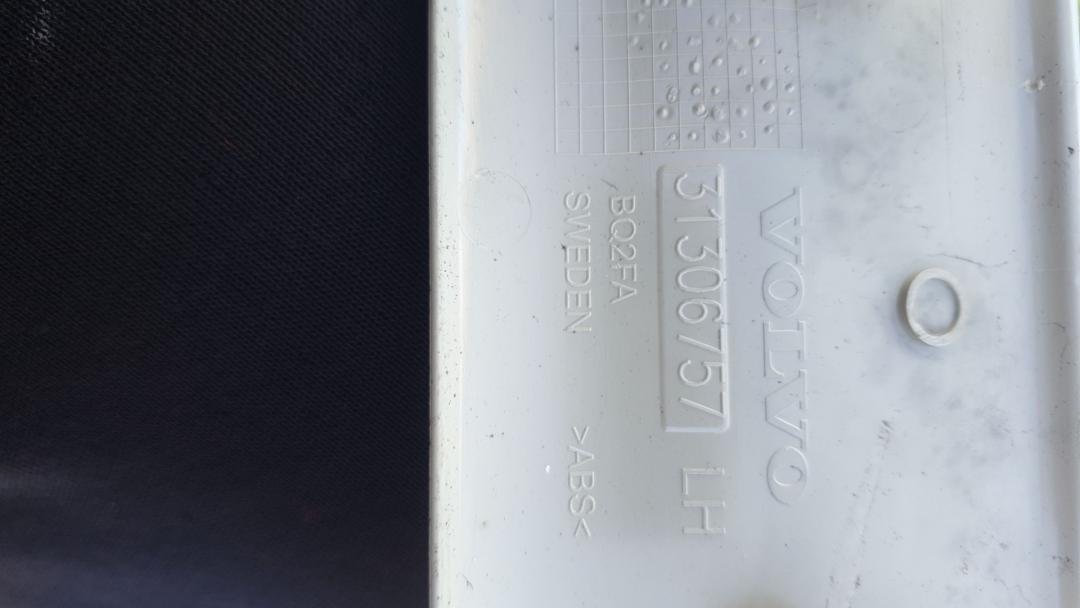 VOLVO
31306757 LH
BQ2FA
SWEDEN >ABS<